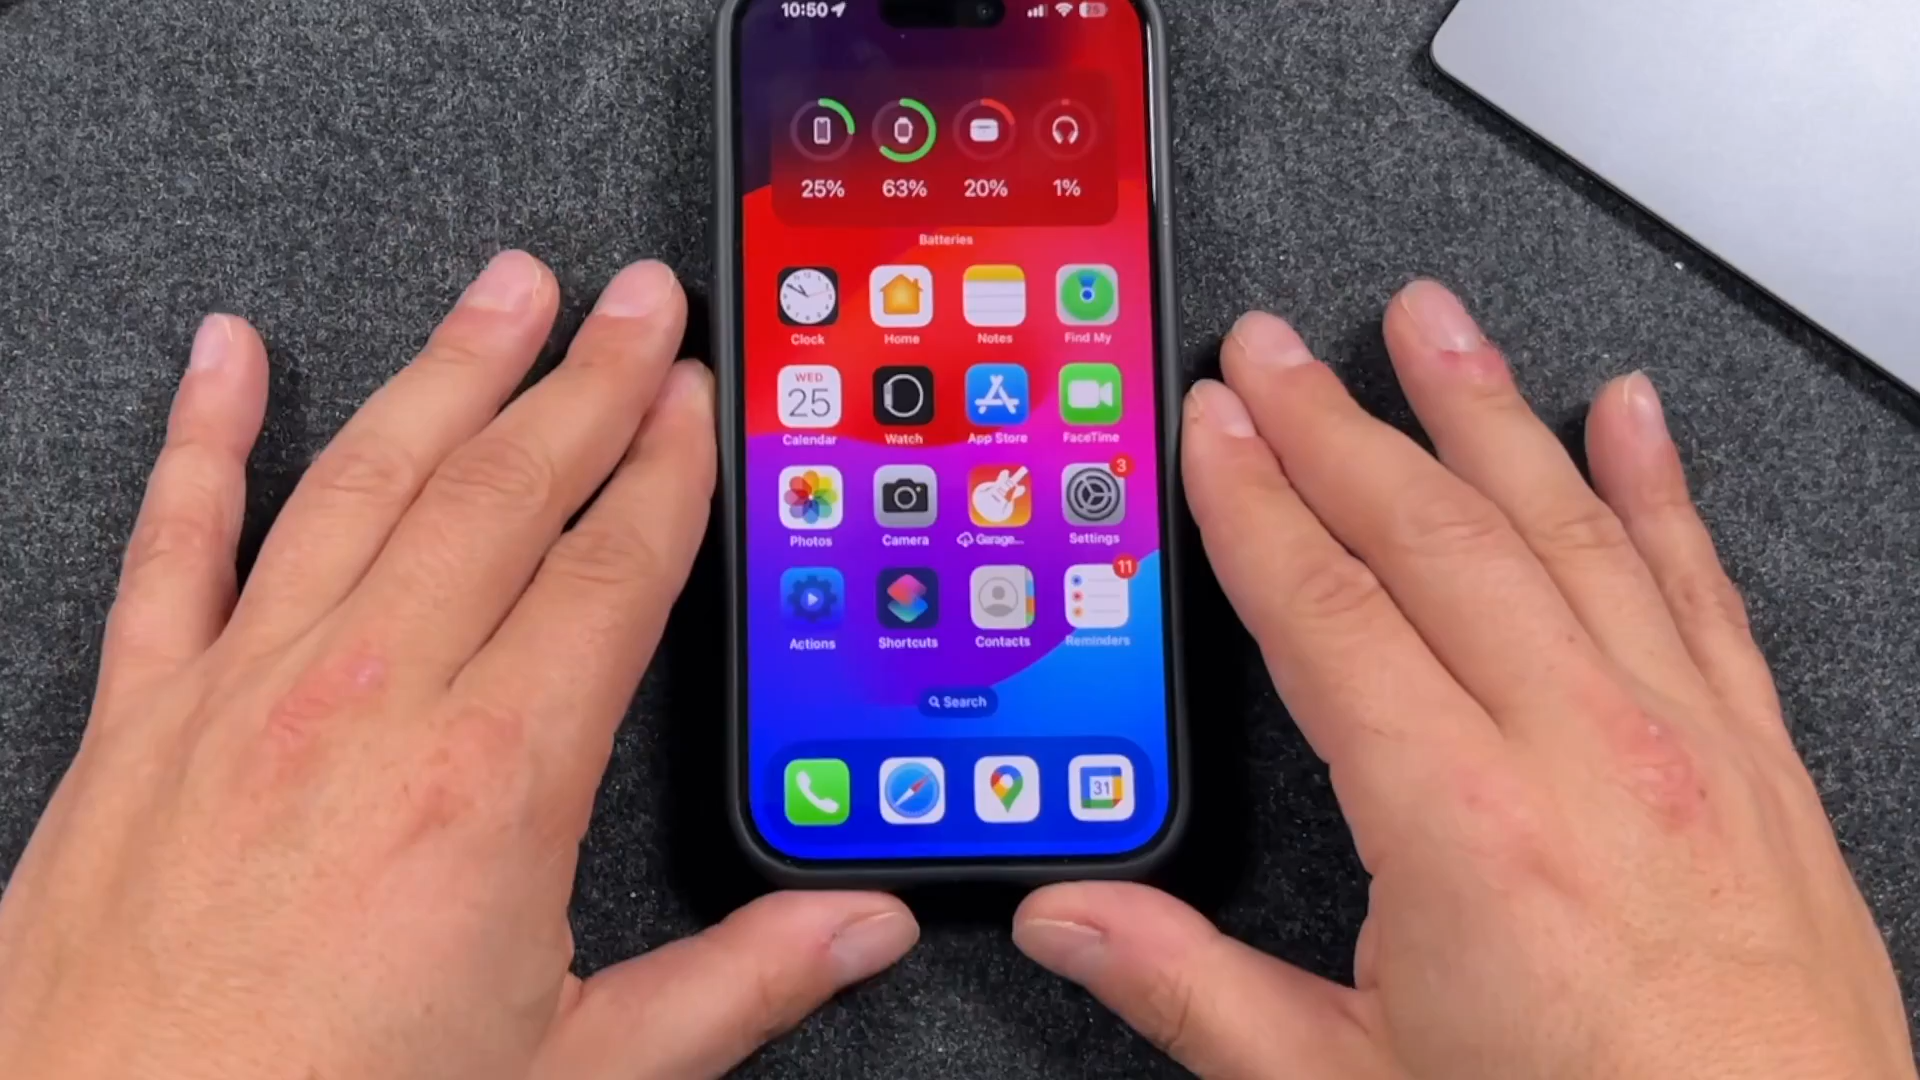 10:50
25% 63% 20% 1%
Batteries
Clock Home Notes Find My
WED
25
Calendar Watch App Store FaceTime
3
Photos Camera Garage... Settings
11
Actions Shortcuts Contacts Reminders
Search
31